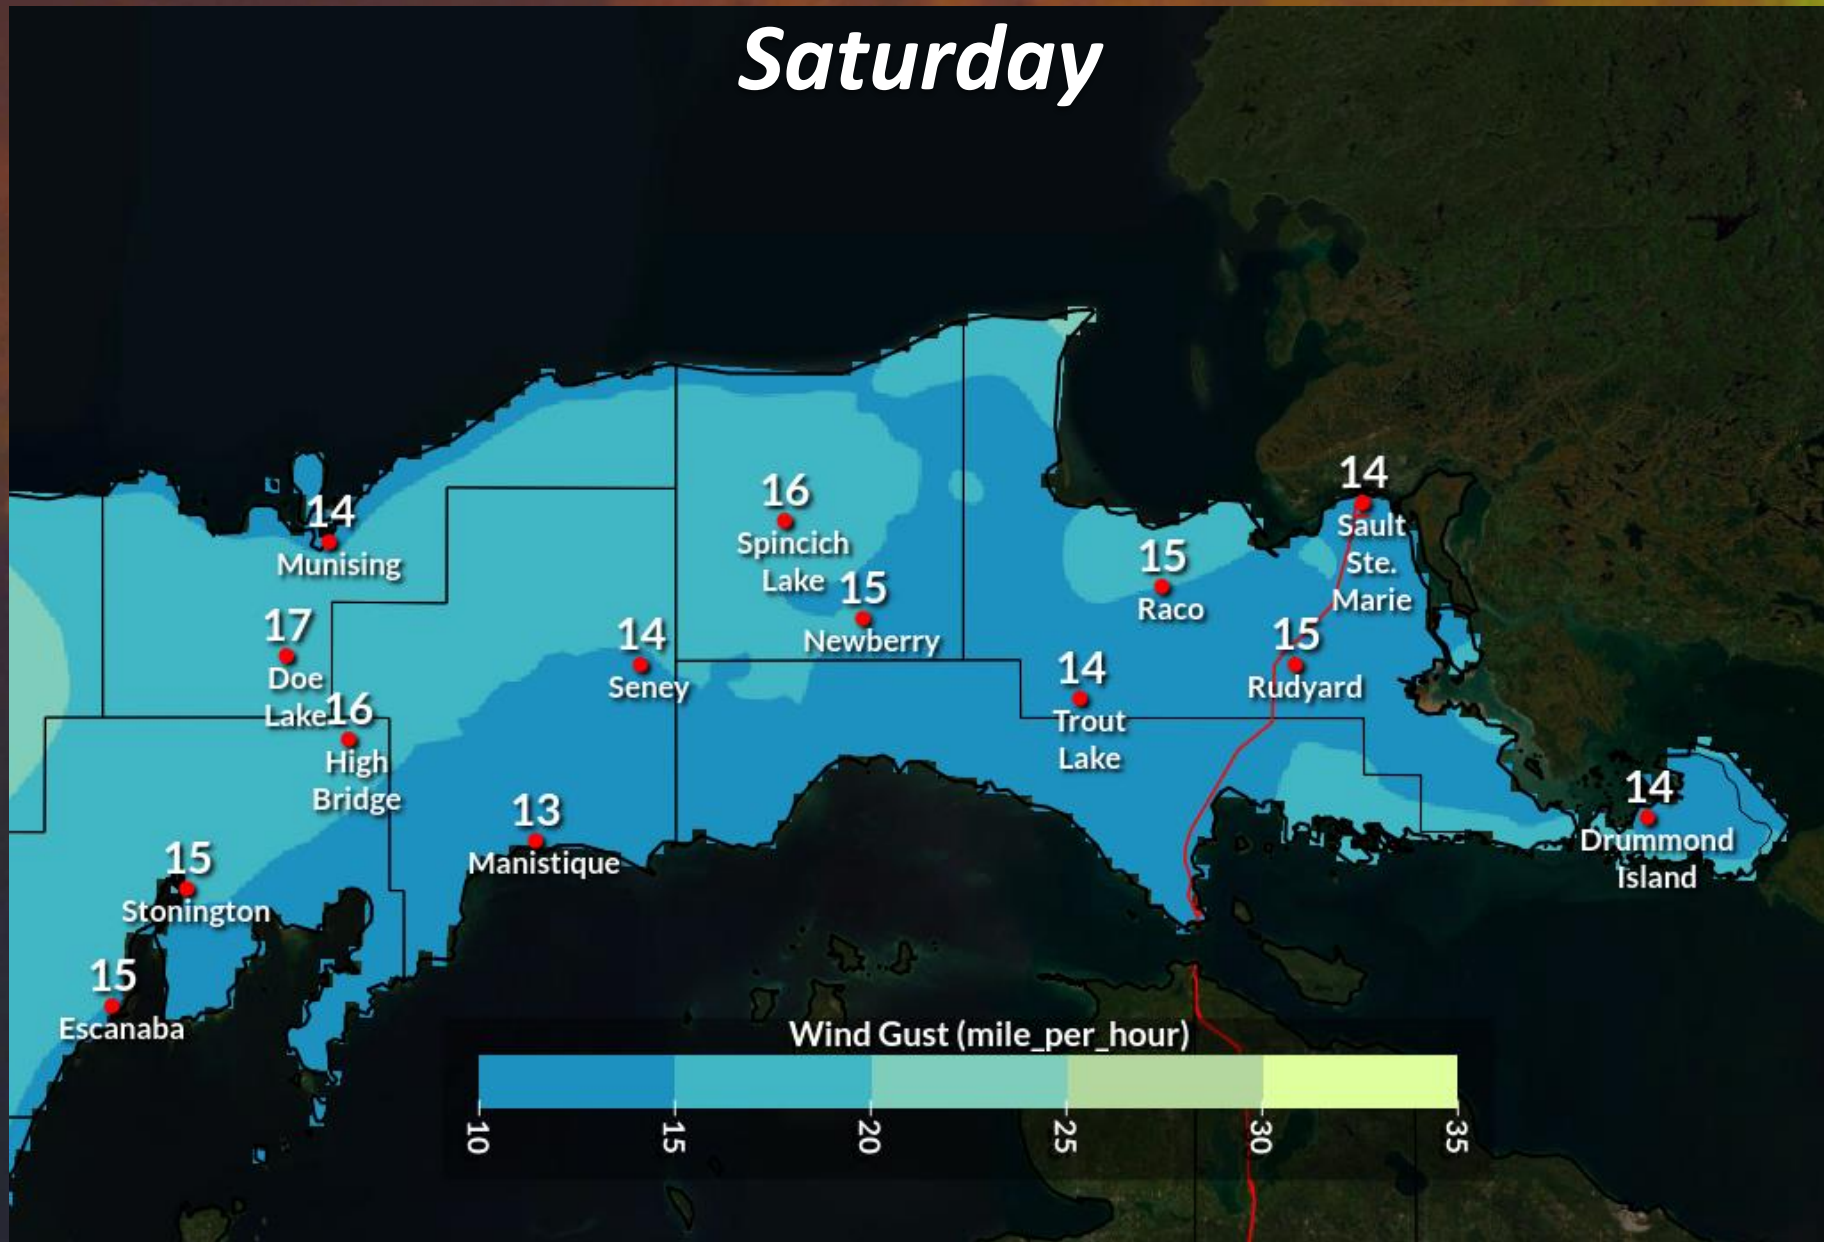 Saturday
14
Sault
Ste.
Marie
16
Spincich
Lake
14
Munising
15
Raco
15
Newberry
17
Doe
Lake
14
Seney
15
Rudyard
14
Trout
Lake
16
High
Bridge
14
Drummond
Island
13
Manistique
15
Stonington
15
Escanaba
Wind Gust (mile_per_hour)
10
15
20
25
30
35